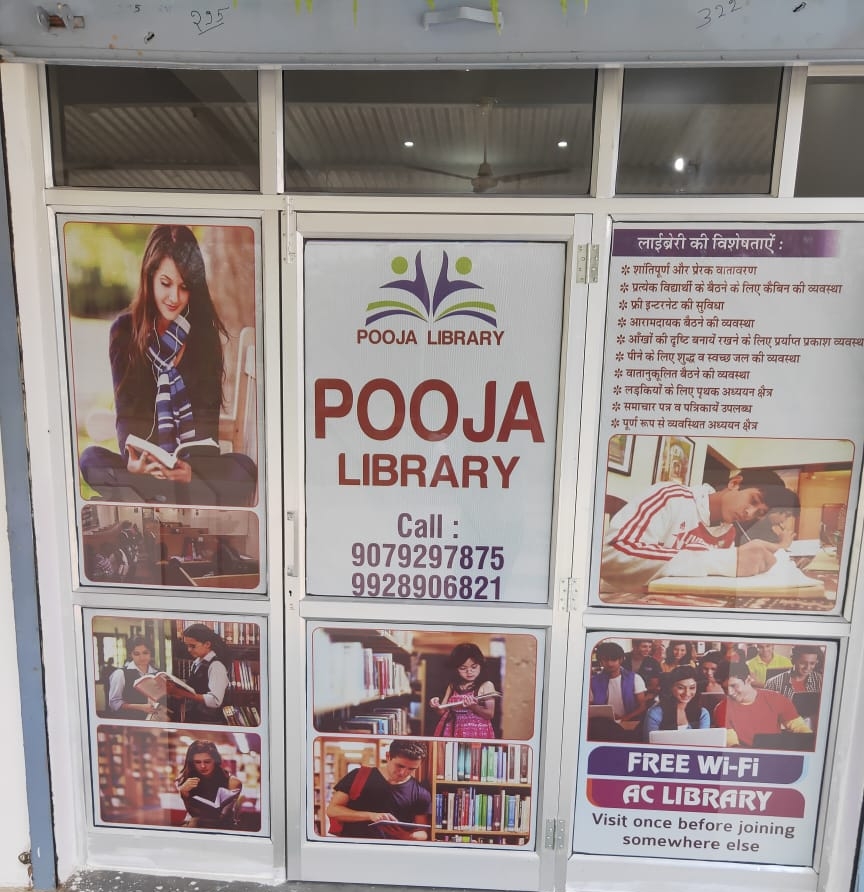 295
322
POOJA LIBRARY
POOJA
LIBRARY
Call :
9079297875
9928906821
लाईब्रेरी की विशेषताऐं :
* शांतिपूर्ण और प्रेरक वातावरण
* प्रत्येक विद्यार्थी के बैठने के लिए कैबिन की व्यवस्था
* फ्री इन्टरनेट की सुविधा
* आरामदायक बैठने की व्यवस्था
* आँखों की दृष्टि बनायें रखने के लिए प्रर्याप्त प्रकाश व्यवस्था
* पीने के लिए शुद्ध व स्वच्छ जल की व्यवस्था
* वातानुकूलित बैठने की व्यवस्था
* लड़कियों के लिए पृथक अध्ययन क्षैत्र
* समाचार पत्र व पत्रिकायें उपलब्ध
* पूर्ण रूप से व्यवस्थित अध्ययन क्षैत्र
FREE Wi-Fi
AC LIBRARY
Visit once before joining
somewhere else